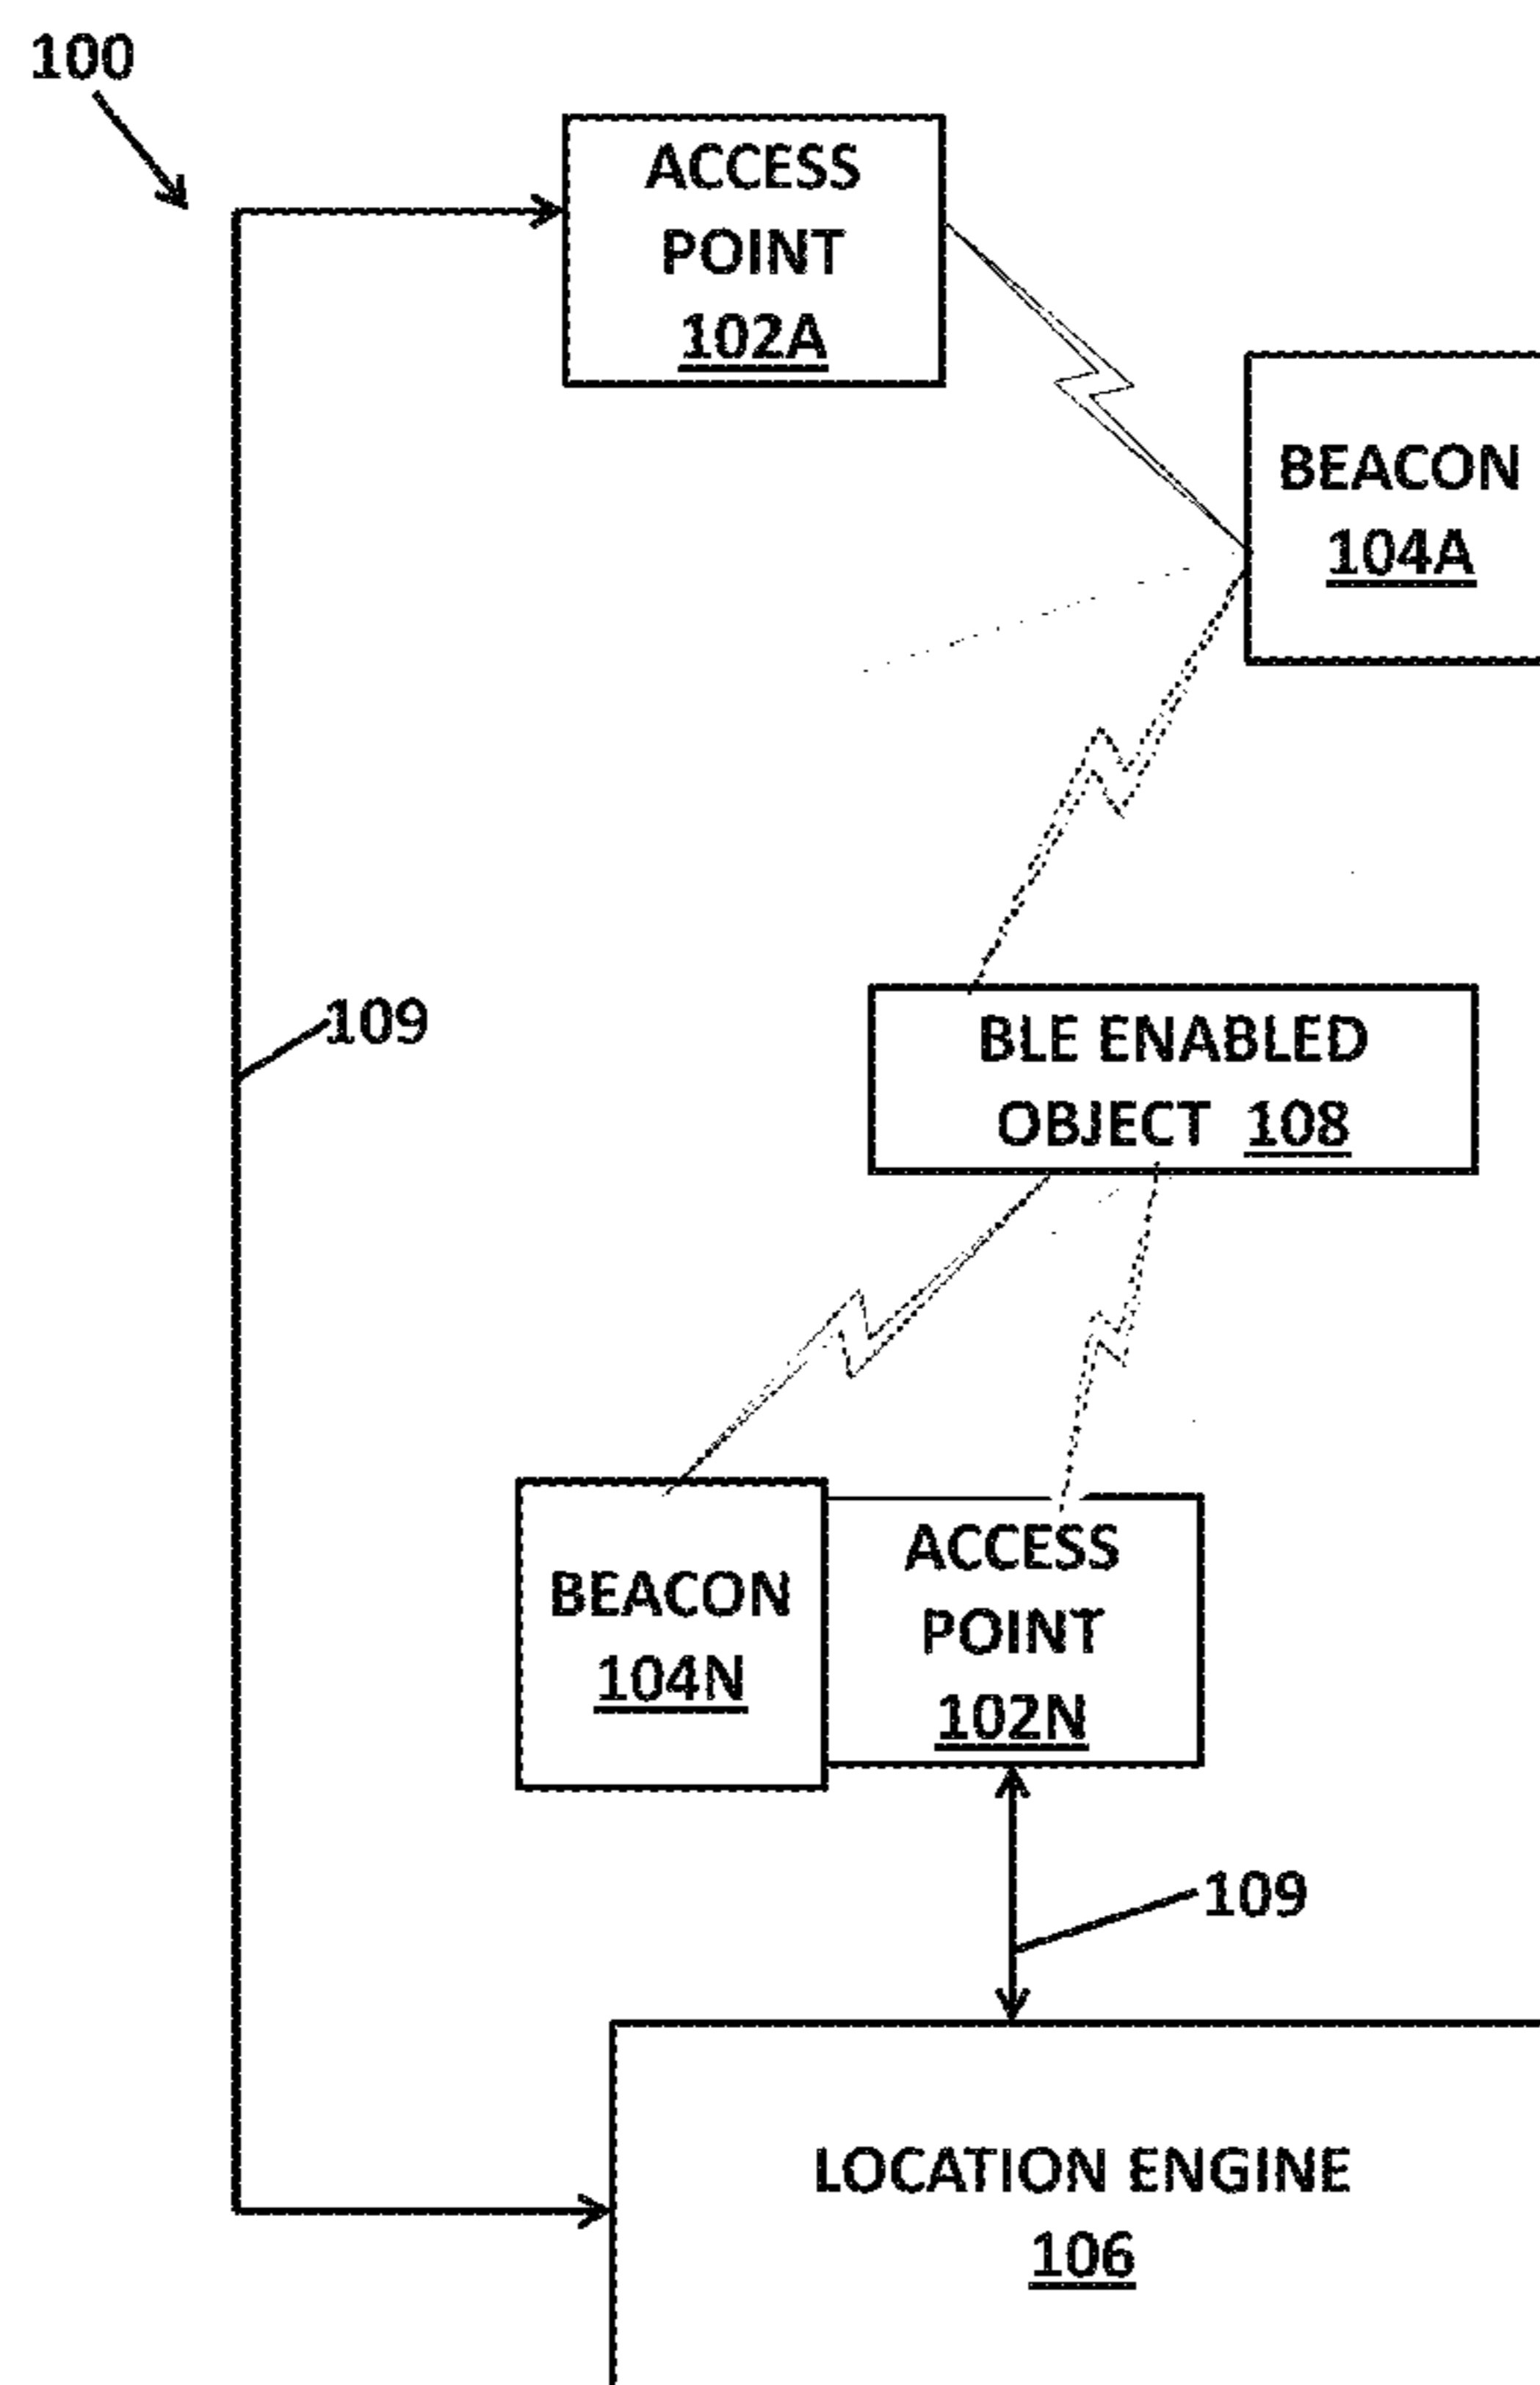 100
ACCESS
POINT
102A
BEACON
104A
109
BLE ENABLED
OBJECT 108
BEACON
104N
ACCESS
POINT
102N
109
LOCATION ENGINE
106